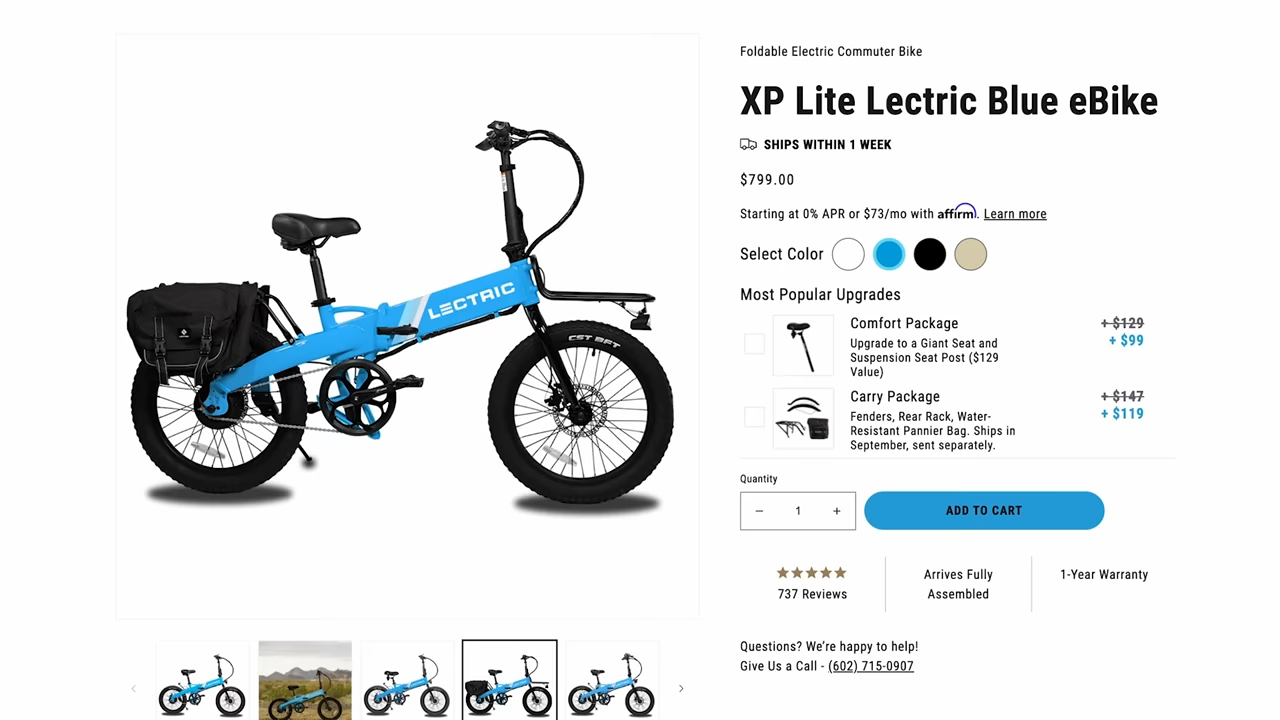 Foldable Electric Commuter Bike
XP Lite Lectric Blue eBike
SHIPS WITHIN 1 WEEK
$799.00
Starting at 0% APR or $73/mo with affirm. Learn more
Select Color
Most Popular Upgrades
Comfort Package
+ $129
Upgrade to a Giant Seat and
+ $99
Suspension Seat Post ($129
Value)
Carry Package
+ $147
Fenders, Rear Rack, Water-
+ $119
Resistant Pannier Bag. Ships in
September, sent separately.
Quantity
− 1 +
ADD TO CART
737 Reviews
Arrives Fully
Assembled
1-Year Warranty
Questions? We’re happy to help!
Give Us a Call - (602) 715-0907
LECTRIC
CST BFT